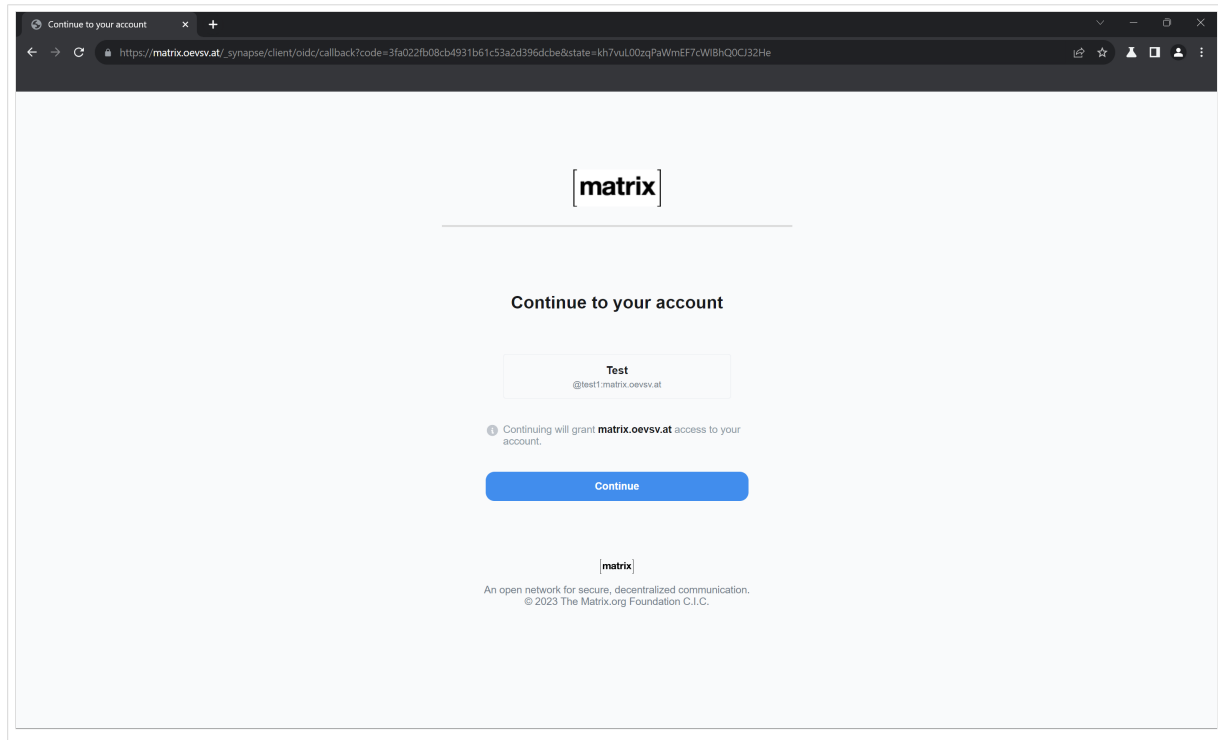 Continue to your account
https://matrix.oevsv.at/_synapse/client/oidc/callback?code=3fa022fb08cb4931b61c53a2d396dcbe&state=kh7vuL00zqPaWmEF7cWIBhQ0CJ32He
[matrix]
Continue to your account
Test
@test1:matrix.oevsv.at
Continuing will grant matrix.oevsv.at access to your
account.
Continue
[matrix]
An open network for secure, decentralized communication.
© 2023 The Matrix.org Foundation C.I.C.